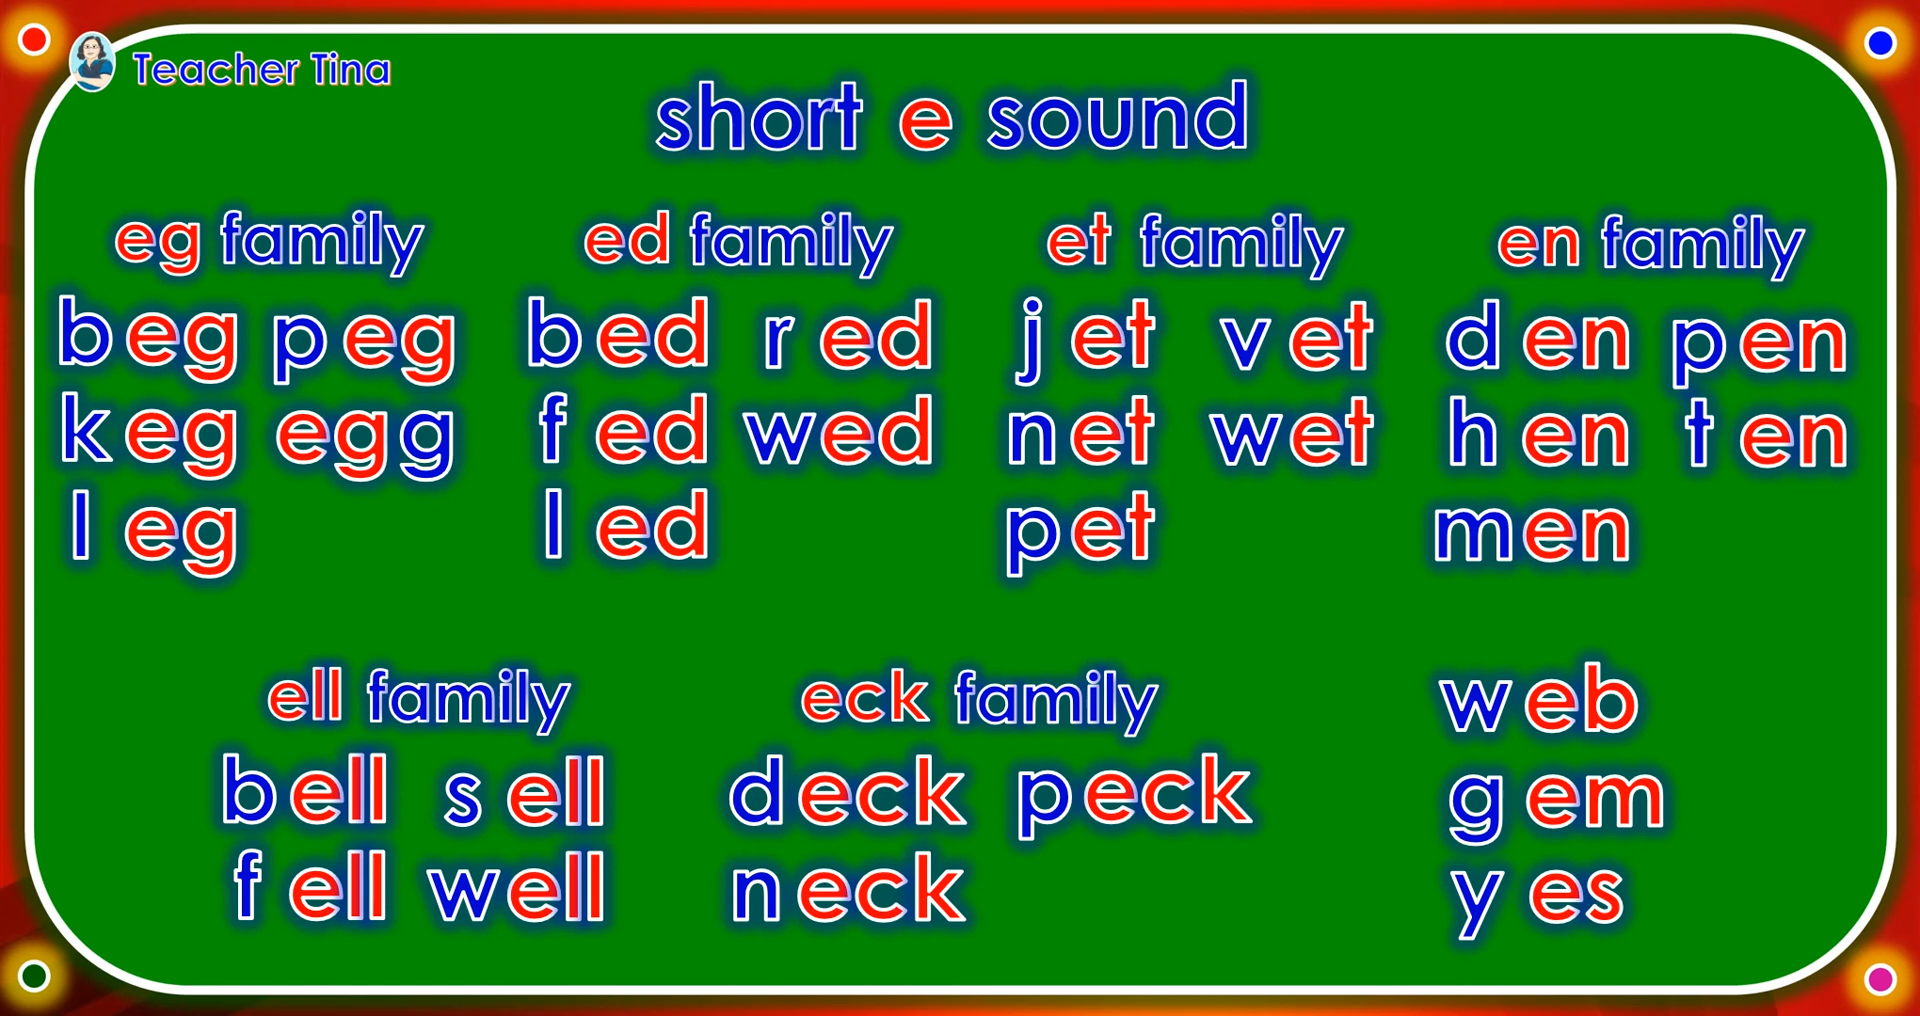 Teacher Tina
short e sound
eg family
beg peg
keg egg
leg
ed family
bed red
fed wed
led
et family
jet vet
net wet
pet
en family
den pen
hen ten
men
ell family
bell sell
fell well
eck family
deck peck
neck
web
gem
yes